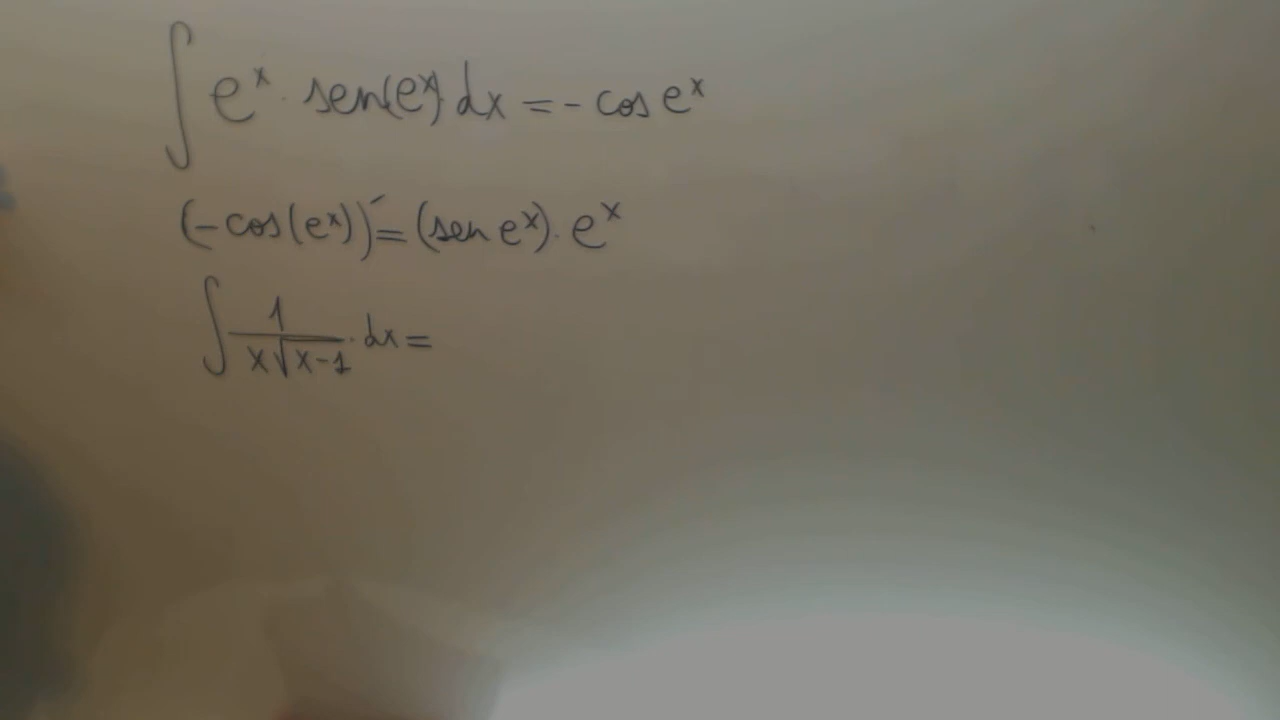 ∫ eˣ · sen(eˣ) dx = - cos eˣ
(- cos(eˣ))´ = (sen eˣ) · eˣ
∫ 1/(x√(x-1)) · dx =